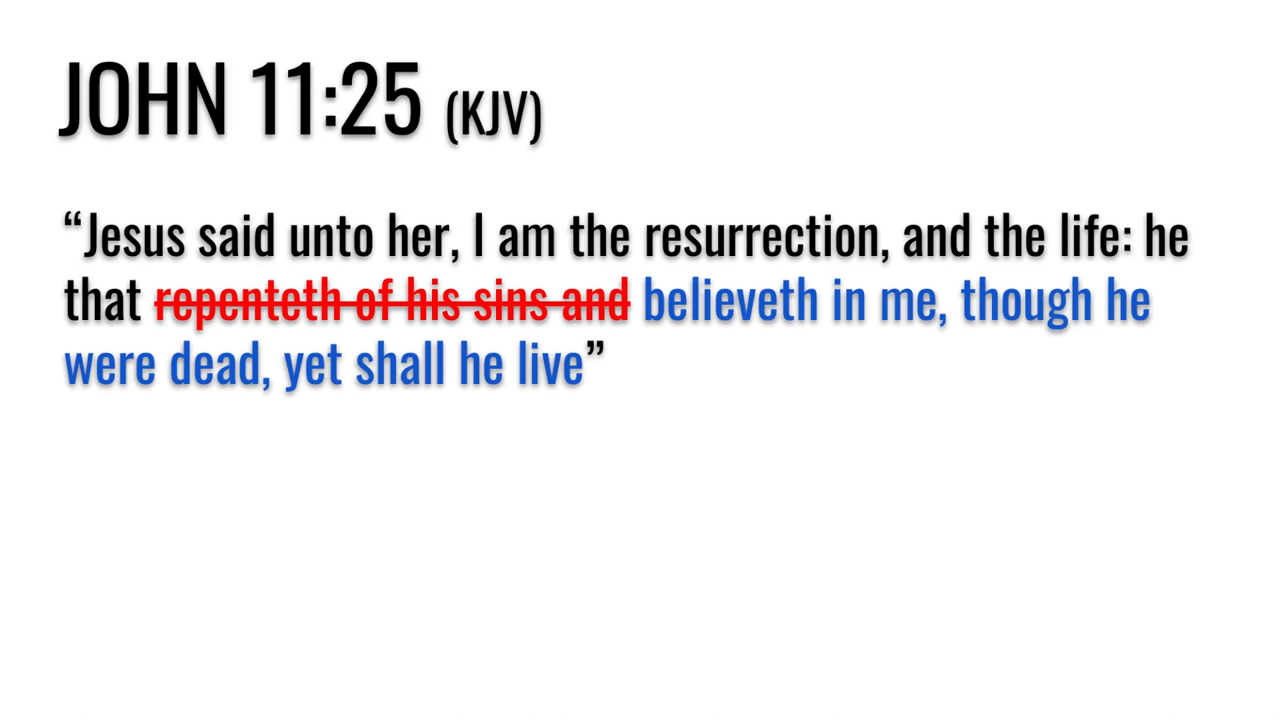 JOHN 11:25 (KJV)
“Jesus said unto her, I am the resurrection, and the life: he
that repenteth of his sins and believeth in me, though he
were dead, yet shall he live”